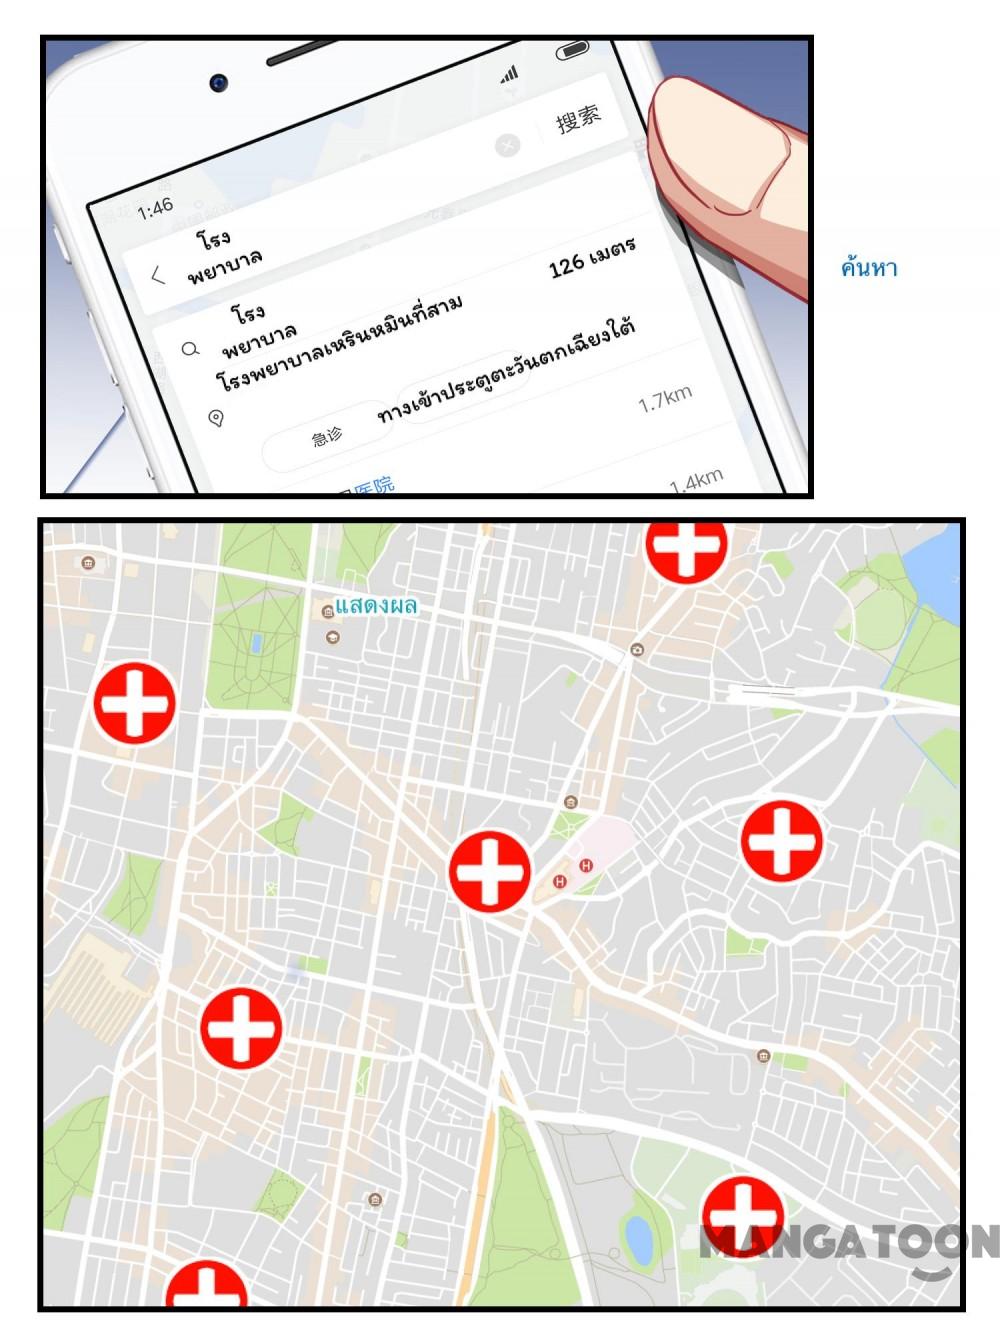 搜索
1:46
โรง
พยาบาล
ค้นหา
โรง
พยาบาล
126 เมตร
โรงพยาบาลเหรินหมินที่สาม
ทางเข้าประตูตะวันตกเฉียงใต้
急诊
1.7km
医院
1.4km
แสดงผล
H
H
MANGATOON